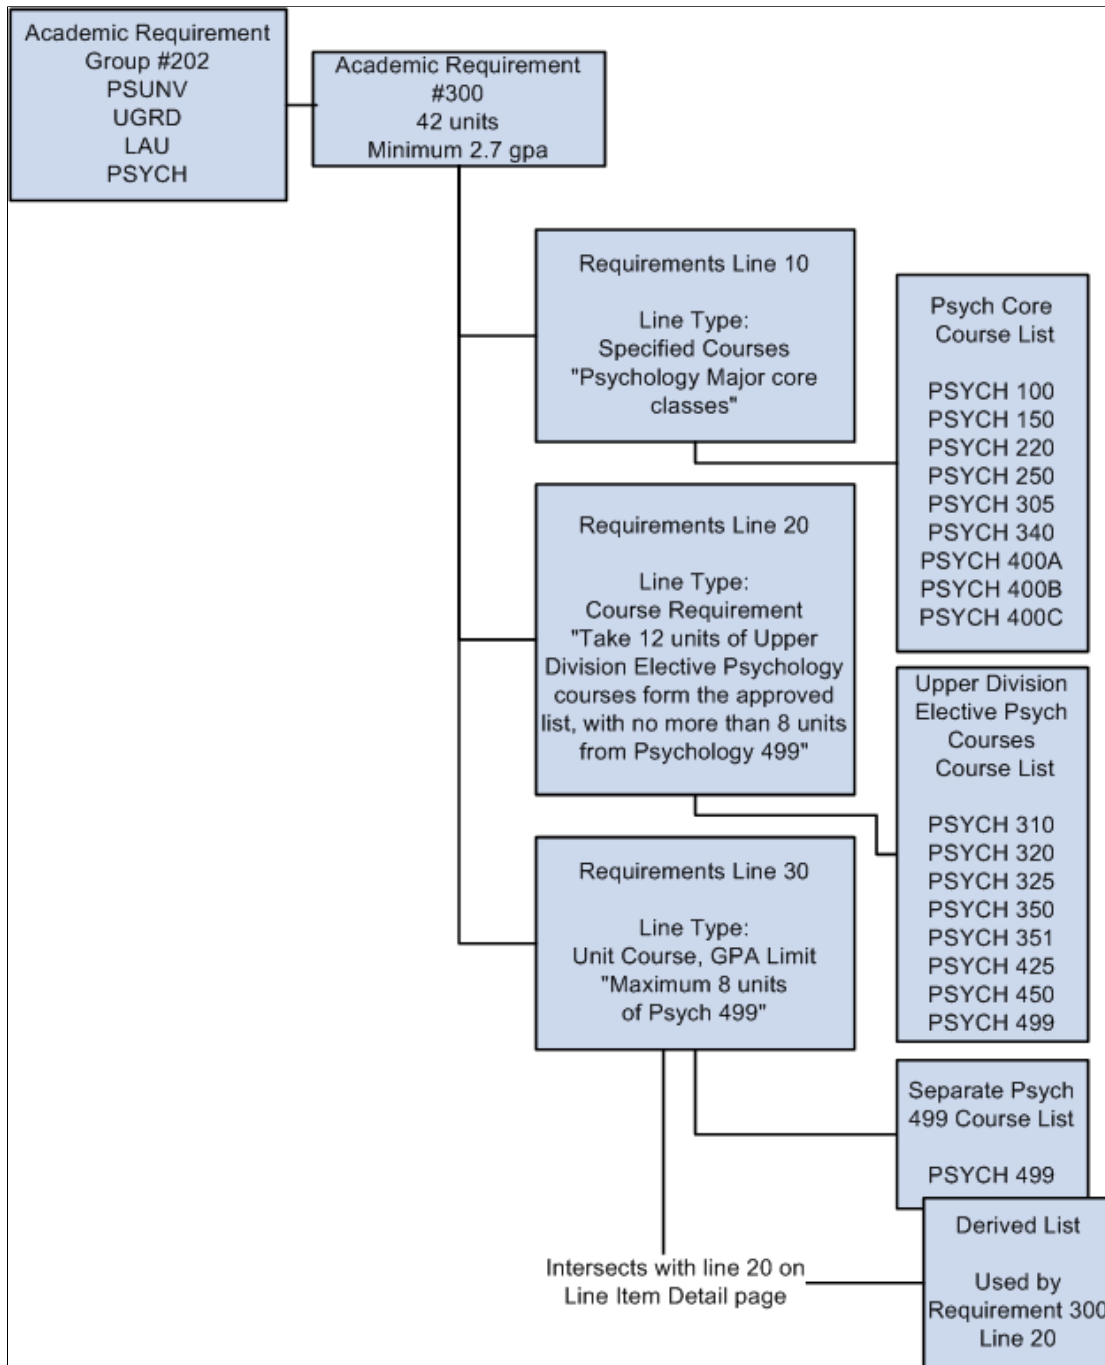 Academic Requirement
Group #202
PSUNV
UGRD
LAU
PSYCH
Academic Requirement
#300
42 units
Minimum 2.7 gpa
Requirements Line 10
Line Type:
Specified Courses
"Psychology Major core
classes"
Psych Core
Course List
PSYCH 100
PSYCH 150
PSYCH 220
PSYCH 250
PSYCH 305
PSYCH 340
PSYCH 400A
PSYCH 400B
PSYCH 400C
Requirements Line 20
Line Type:
Course Requirement
"Take 12 units of Upper
Division Elective Psychology
courses form the approved
list, with no more than 8 units
from Psychology 499"
Upper Division
Elective Psych
Courses
Course List
PSYCH 310
PSYCH 320
PSYCH 325
PSYCH 350
PSYCH 351
PSYCH 425
PSYCH 450
PSYCH 499
Requirements Line 30
Line Type:
Unit Course, GPA Limit
"Maximum 8 units
of Psych 499"
Separate Psych
499 Course List
PSYCH 499
Intersects with line 20 on
Line Item Detail page
Derived List
Used by
Requirement 300
Line 20